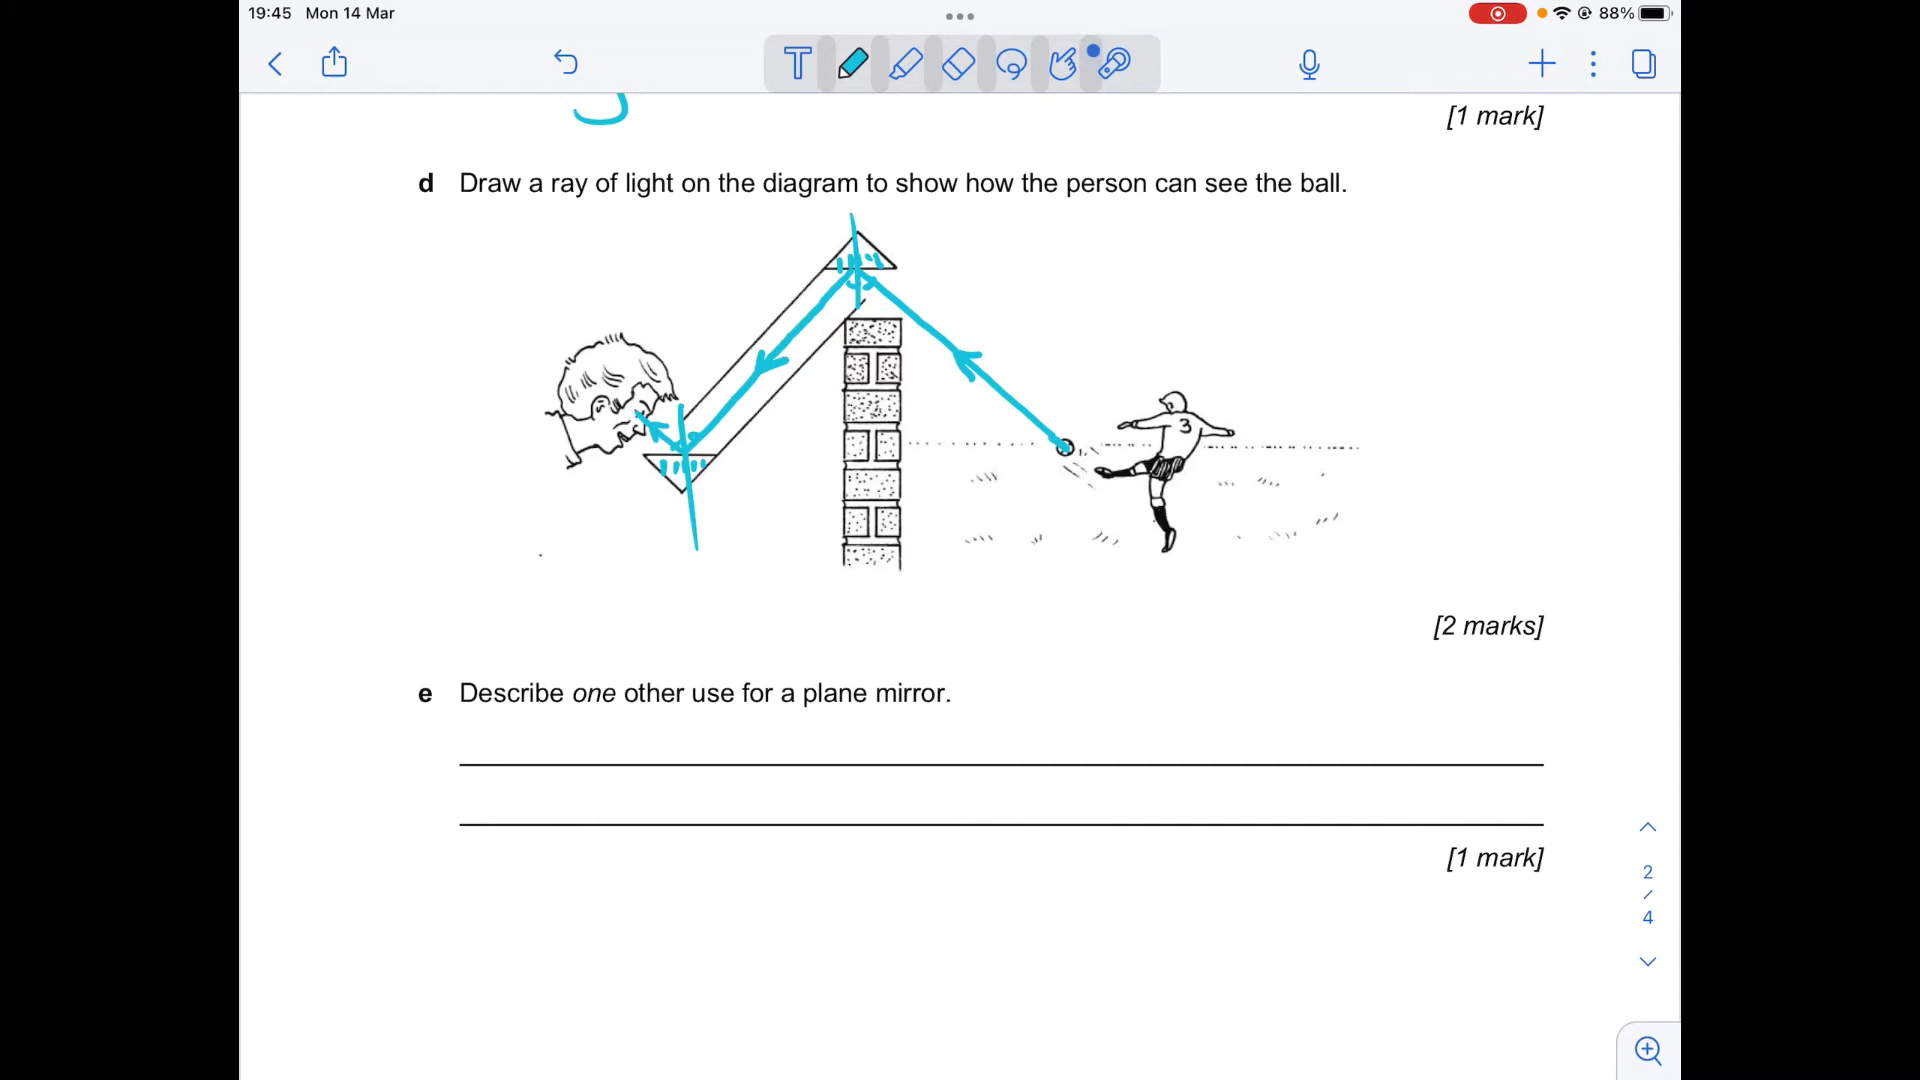 19:45 Mon 14 Mar
88%
T
[1 mark]
d Draw a ray of light on the diagram to show how the person can see the ball.
3
[2 marks]
e Describe one other use for a plane mirror.
[1 mark]
2
/
4